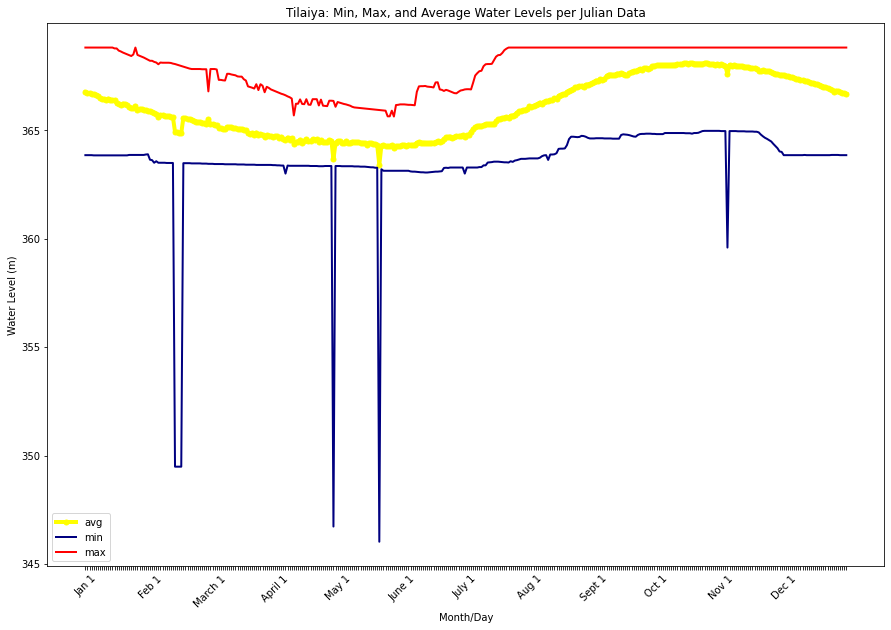 Tilaiya: Min, Max, and Average Water Levels per Julian Data
Water Level (m)
365
360
355
350
345
avg
min
max
Jan 1
Feb 1
March 1
April 1
May 1
June 1
July 1
Aug 1
Sept 1
Oct 1
Nov 1
Dec 1
Month/Day